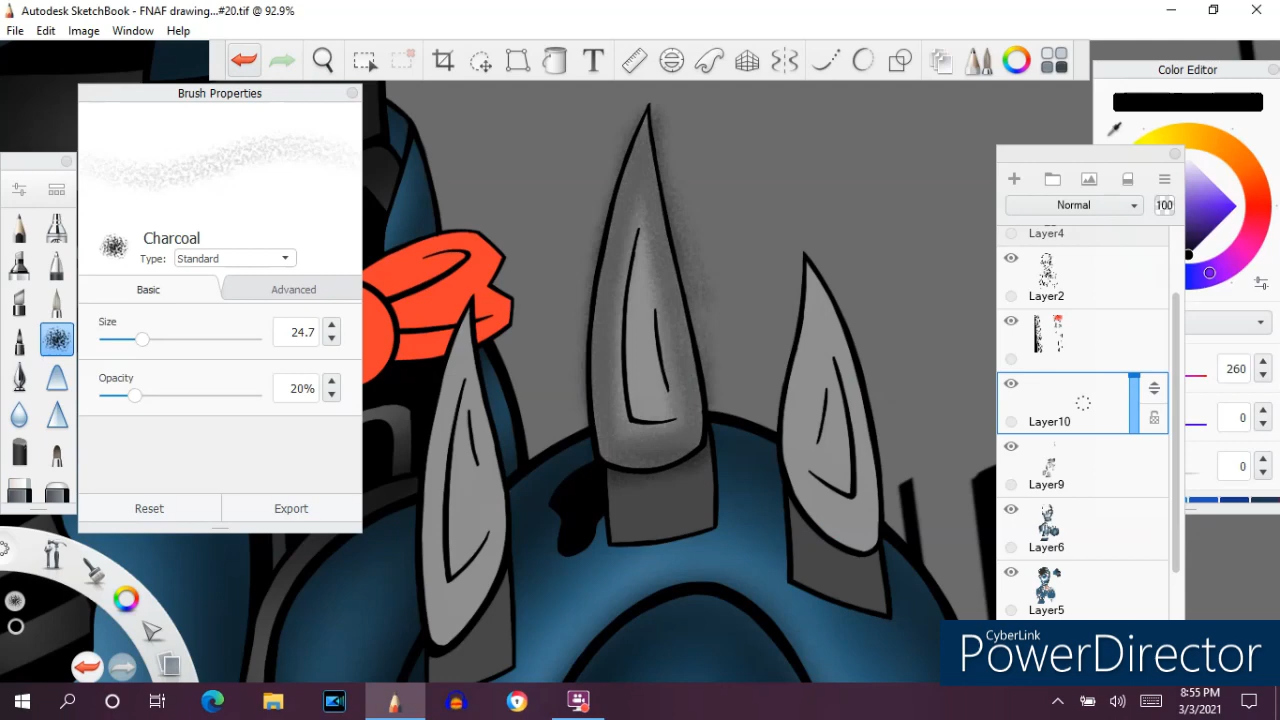 Autodesk SketchBook - FNAF drawing...#20.tif @ 92.9%
File Edit Image Window Help
T
Brush Properties
Color Editor
Charcoal
Type: Standard
Basic Advanced
Size
24.7
Opacity
20%
Reset Export
Normal 100
Layer4
Layer2
Layer10
Layer9
Layer6
Layer5
260
0
0
CyberLink
PowerDirector
8:55 PM
3/3/2021